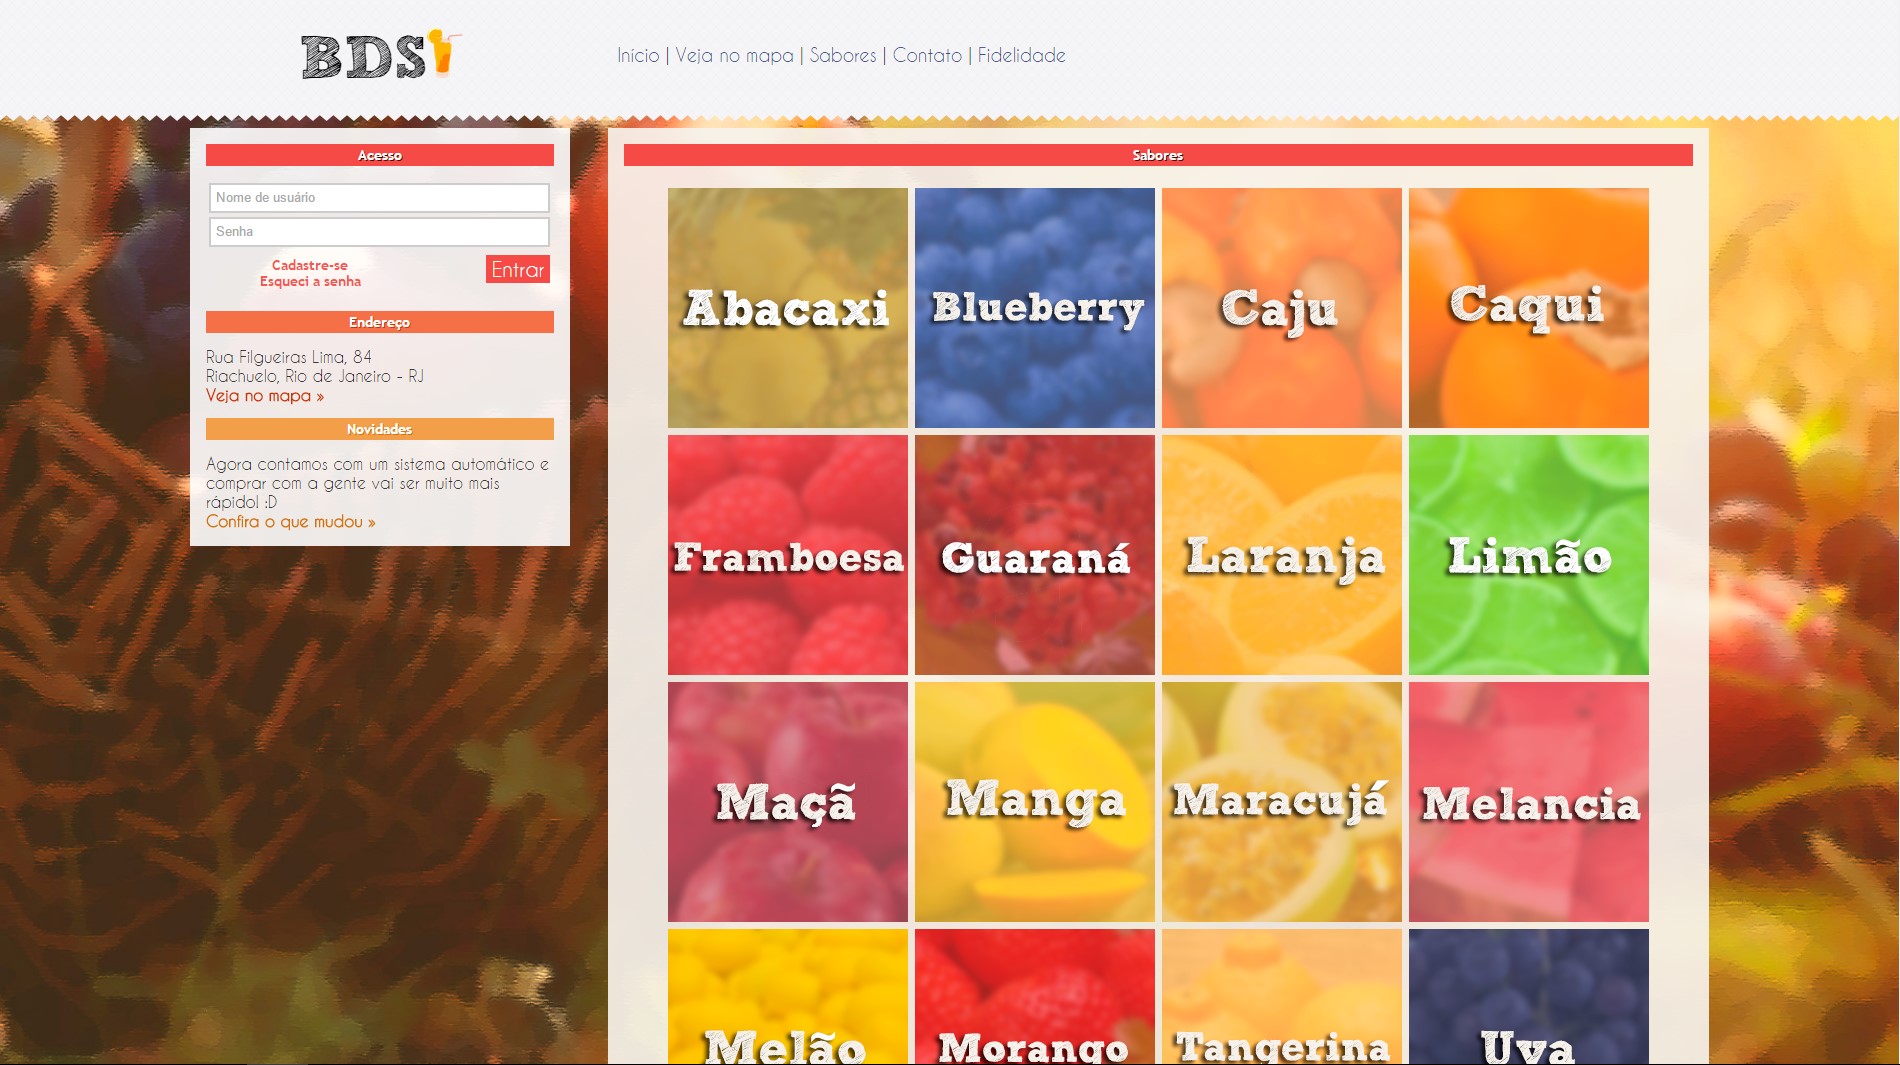 BDS
Início | Veja no mapa | Sabores | Contato | Fidelidade
Acesso
Nome de usuário
Senha
Cadastre-se
Esqueci a senha
Entrar
Endereço
Rua Filgueiras Lima, 84
Riachuelo, Rio de Janeiro - RJ
Veja no mapa »
Novidades
Agora contamos com um sistema automático e
comprar com a gente vai ser muito mais
rápido! :D
Confira o que mudou »
Sabores
Abacaxi
Blueberry
Caju
Caqui
Framboesa
Guaraná
Laranja
Limão
Maçã
Manga
Maracujá
Melancia
Melão
Morango
Tangerina
Uva